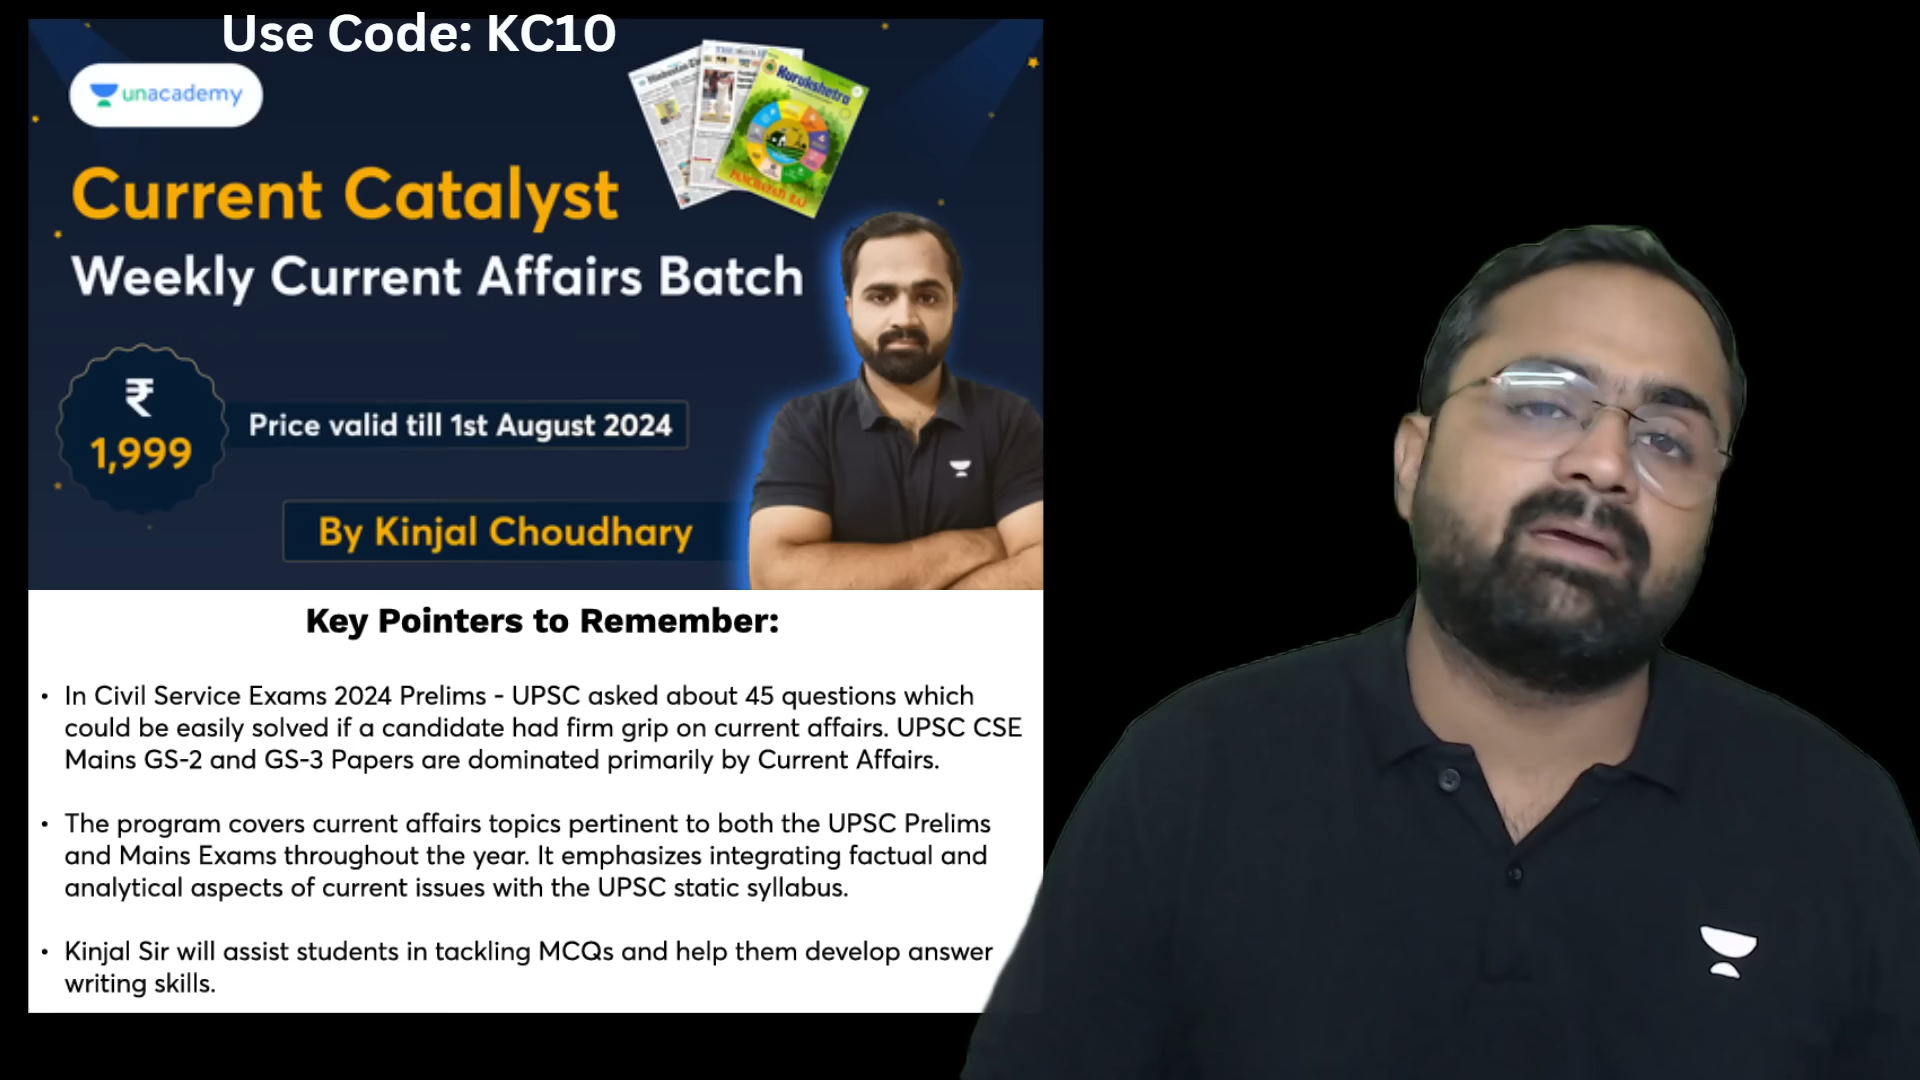 Use Code: KC10
unacademy
Kurukshetra
PANCHAYATI RAJ
Current Catalyst
Weekly Current Affairs Batch
₹
1,999
Price valid till 1st August 2024
By Kinjal Choudhary
Key Pointers to Remember:
• In Civil Service Exams 2024 Prelims - UPSC asked about 45 questions which
could be easily solved if a candidate had firm grip on current affairs. UPSC CSE
Mains GS-2 and GS-3 Papers are dominated primarily by Current Affairs.
• The program covers current affairs topics pertinent to both the UPSC Prelims
and Mains Exams throughout the year. It emphasizes integrating factual and
analytical aspects of current issues with the UPSC static syllabus.
• Kinjal Sir will assist students in tackling MCQs and help them develop answer
writing skills.